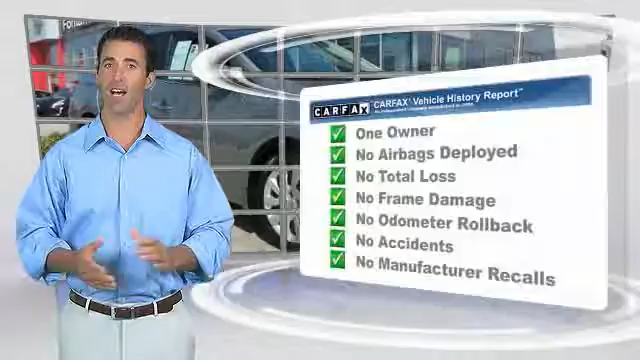 CARFAX CARFAX® Vehicle History Report™
One Owner
No Airbags Deployed
No Total Loss
No Frame Damage
No Odometer Rollback
No Accidents
No Manufacturer Recalls